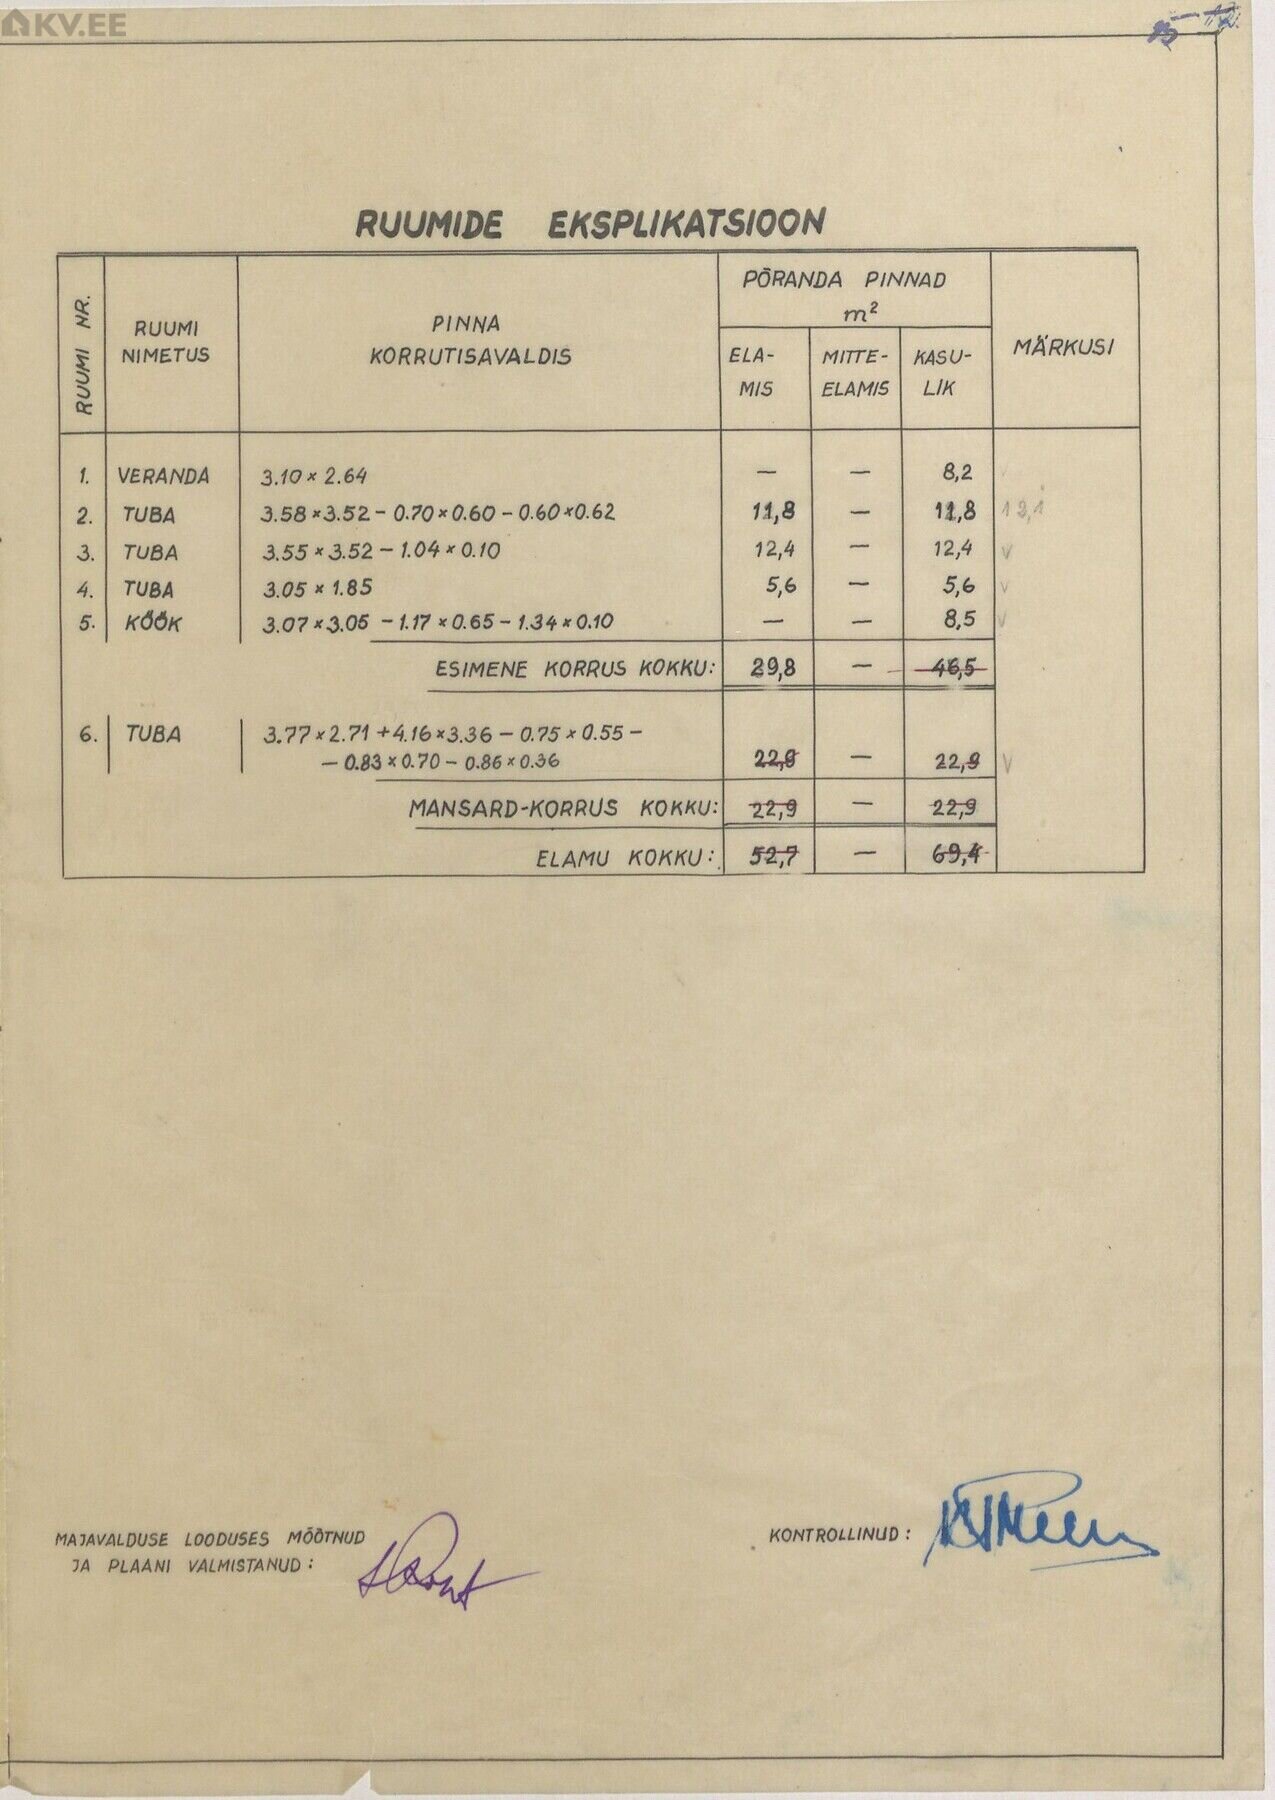 KV.EE
RUUMIDE EKSPLIKATSIOON
RUUMI NR.
RUUMI
NIMETUS
PINNA
KORRUTISAVALDIS
PÕRANDA PINNAD
m²
ELA-
MIS
MITTE-
ELAMIS
KASU-
LIK
MÄRKUSI
1. VERANDA 3.10 × 2.64 — — 8,2
2. TUBA 3.58 × 3.52 - 0.70 × 0.60 - 0.60 × 0.62 11,8 — 11,8
3. TUBA 3.55 × 3.52 - 1.04 × 0.10 12,4 — 12,4 v
4. TUBA 3.05 × 1.85 5,6 — 5,6 v
5. KÖÖK 3.07 × 3.05 - 1.17 × 0.65 - 1.34 × 0.10 — — 8,5 v
ESIMENE KORRUS KOKKU: 29,8 — 46,5
6. TUBA 3.77 × 2.71 + 4.16 × 3.36 - 0.75 × 0.55 -
- 0.83 × 0.70 - 0.86 × 0.36 22,9 — 22,9 v
MANSARD-KORRUS KOKKU: 22,9 — 22,9
ELAMU KOKKU: 52,7 — 69,4
MAJAVALDUSE LOODUSES MÕÕTNUD
JA PLAANI VALMISTANUD:
KONTROLLINUD: